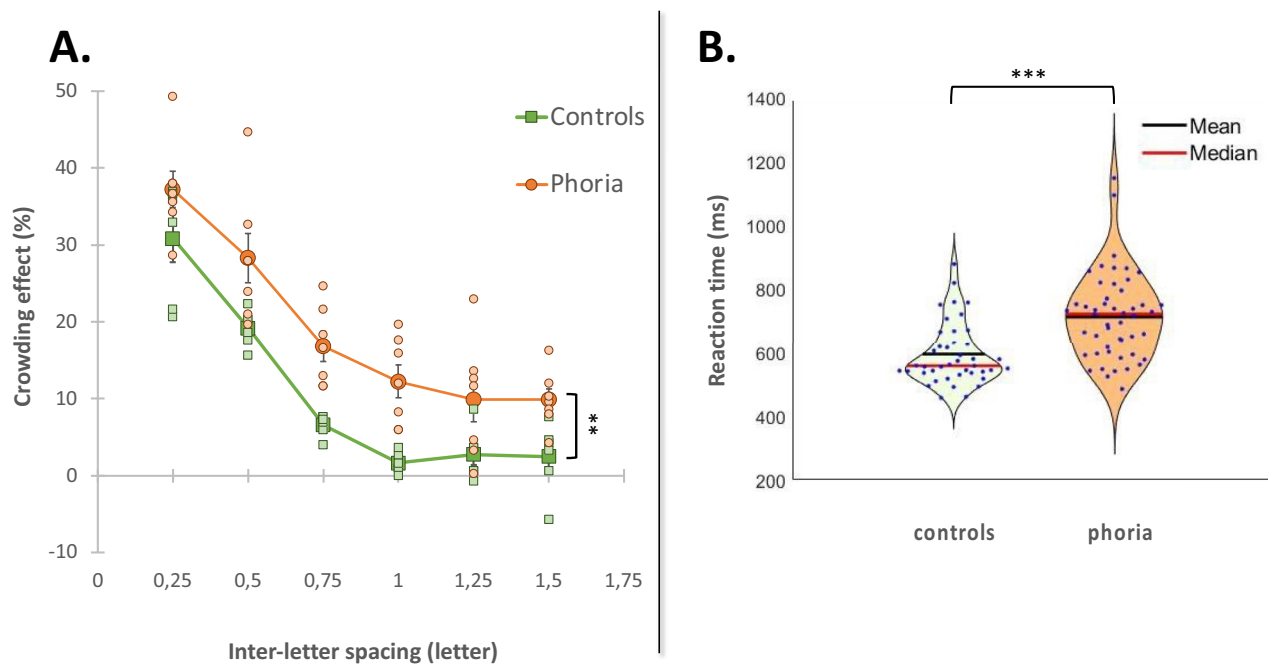 A.
50
40
30
20
10
0
-10
0 0,25 0,5 0,75 1 1,25 1,5 1,75
Crowding effect (%)
Inter-letter spacing (letter)
Controls
Phoria
**
B.
***
1400
1200
1000
800
600
400
200
Reaction time (ms)
Mean
Median
controls phoria